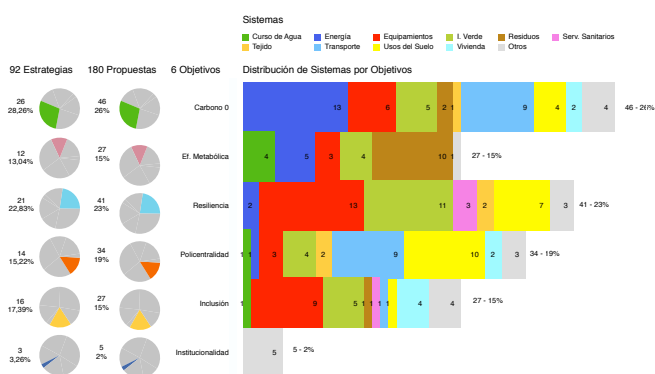 Sistemas
Curso de Agua Energía Equipamientos I. Verde Residuos Serv. Sanitarios
Tejido Transporte Usos del Suelo Vivienda Otros
92 Estrategias 180 Propuestas 6 Objetivos Distribución de Sistemas por Objetivos
26
28,26%
46
26%
Carbono 0 13 6 5 2 1 9 4 2 4 46 - 26%
12
13,04%
27
15%
Ef. Metabólica 4 5 3 4 10 1 27 - 15%
21
22,83%
41
23%
Resiliencia 2 13 11 3 2 7 3 41 - 23%
14
15,22%
34
19%
Policentralidad 1 1 3 4 2 9 10 2 3 34 - 19%
16
17,39%
27
15%
Inclusión 1 9 5 1 1 1 1 4 4 27 - 15%
3
3,26%
5
2%
Institucionalidad 5 5 - 2%